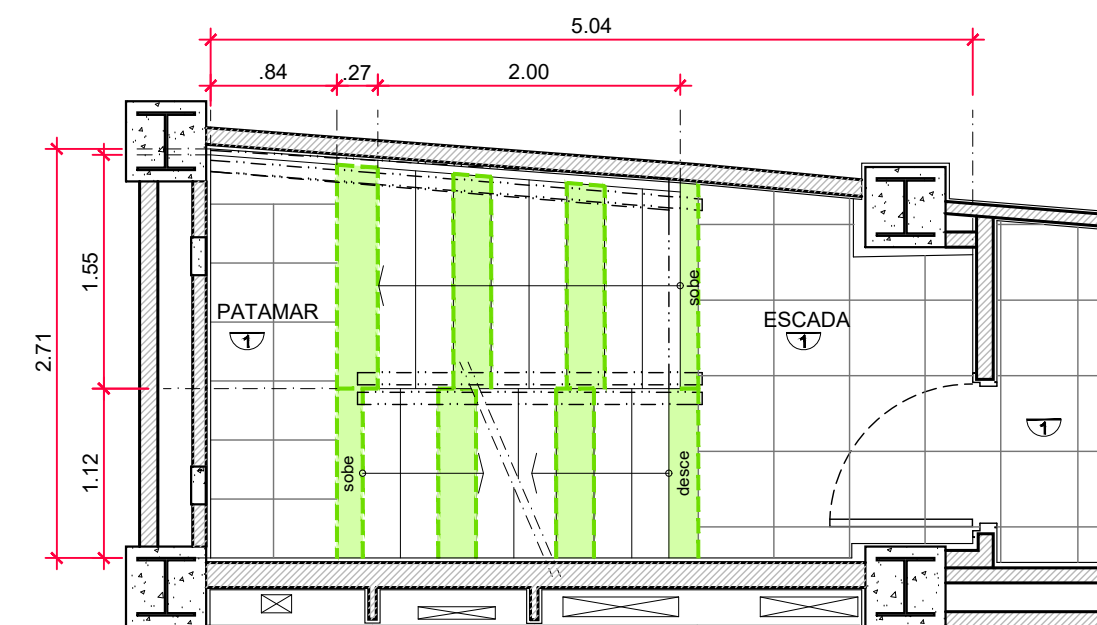 5.04
.84
.27
2.00
1.55
2.71
1.12
PATAMAR
1
sobe
ESCADA
1
1
sobe
desce